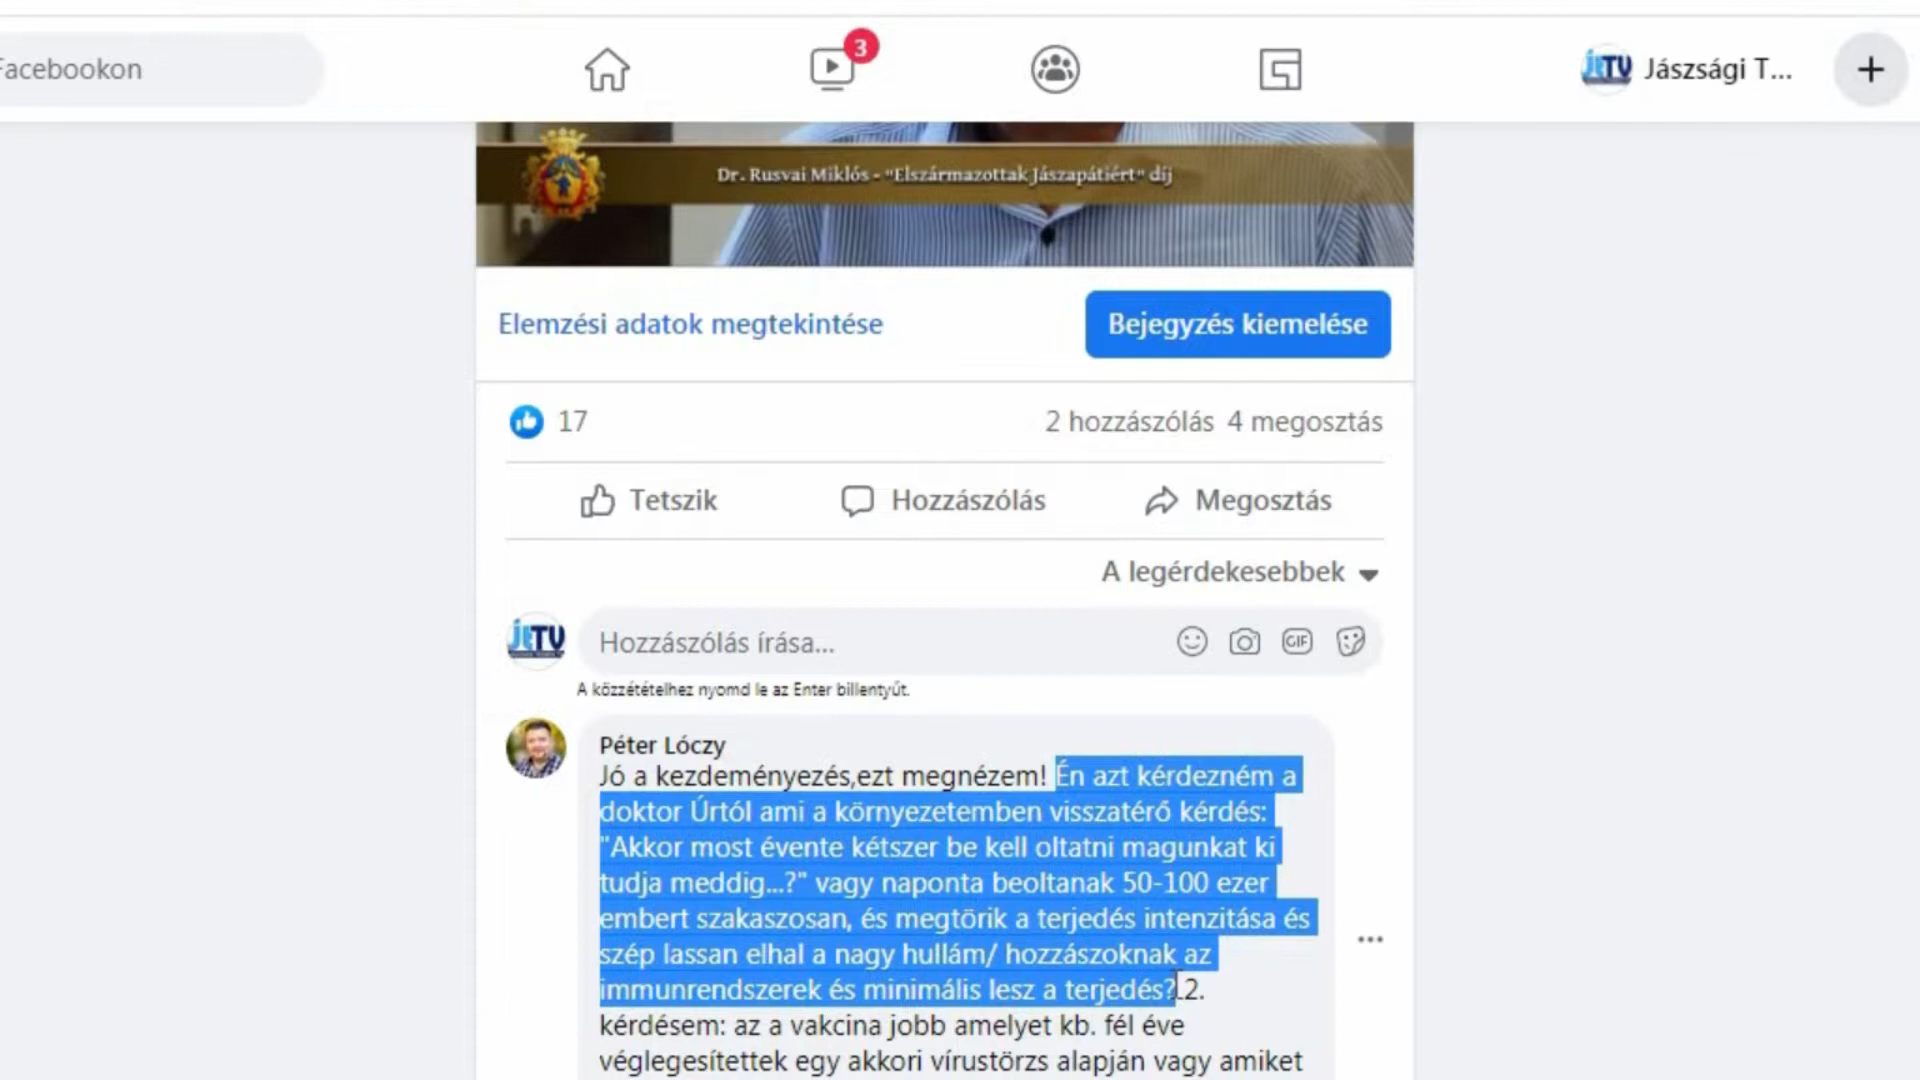 Facebookon
3
JETV
Jászsági T...
Dr. Rusvai Miklós - "Elszármazottak Jászapátiért" díj
Elemzési adatok megtekintése
Bejegyzés kiemelése
17
2 hozzászólás 4 megosztás
Tetszik
Hozzászólás
Megosztás
A legérdekesebbek
JETV
Hozzászólás írása...
GIF
A közzétételhez nyomd le az Enter billentyűt.
Péter Lóczy
Jó a kezdeményezés,ezt megnézem! Én azt kérdezném a
doktor Úrtól ami a környezetemben visszatérő kérdés:
"Akkor most évente kétszer be kell oltatni magunkat ki
tudja meddig...?" vagy naponta beoltanak 50-100 ezer
embert szakaszosan, és megtörik a terjedés intenzitása és
szép lassan elhal a nagy hullám/ hozzászoknak az
immunrendszerek és minimális lesz a terjedés? 2.
kérdésem: az a vakcina jobb amelyet kb. fél éve
véglegesítettek egy akkori vírustörzs alapján vagy amiket